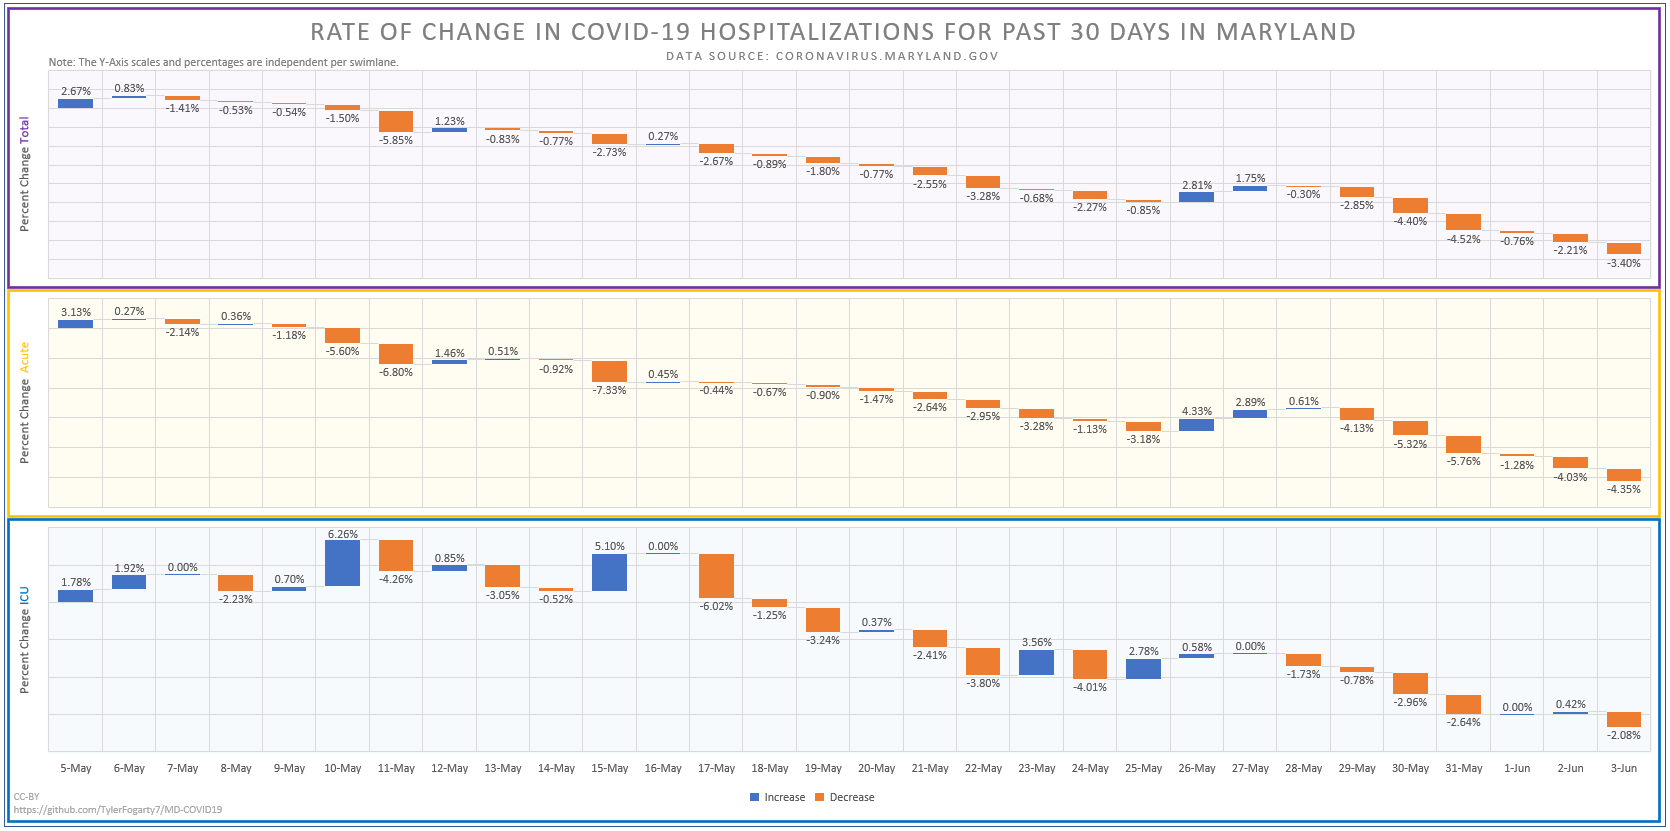 RATE OF CHANGE IN COVID-19 HOSPITALIZATIONS FOR PAST 30 DAYS IN MARYLAND
DATA SOURCE: CORONAVIRUS.MARYLAND.GOV
Note: The Y-Axis scales and percentages are independent per swimlane.
Percent Change Total
2.67% 0.83% -1.41% -0.53% -0.54% -1.50% -5.85% 1.23% -0.83% -0.77% -2.73% 0.27% -2.67% -0.89% -1.80% -0.77% -2.55% -3.28% -0.68% -2.27% -0.85% 2.81% 1.75% -0.30% -2.85% -4.40% -4.52% -0.76% -2.21% -3.40%
Percent Change Acute
3.13% 0.27% -2.14% 0.36% -1.18% -5.60% -6.80% 1.46% 0.51% -0.92% -7.33% 0.45% -0.44% -0.67% -0.90% -1.47% -2.64% -2.95% -3.28% -1.13% -3.18% 4.33% 2.89% 0.61% -4.13% -5.32% -5.76% -1.28% -4.03% -4.35%
Percent Change ICU
1.78% 1.92% 0.00% -2.23% 0.70% 6.26% -4.26% 0.85% -3.05% -0.52% 5.10% 0.00% -6.02% -1.25% -3.24% 0.37% -2.41% -3.80% 3.56% -4.01% 2.78% 0.58% 0.00% -1.73% -0.78% -2.96% -2.64% 0.00% 0.42% -2.08%
5-May 6-May 7-May 8-May 9-May 10-May 11-May 12-May 13-May 14-May 15-May 16-May 17-May 18-May 19-May 20-May 21-May 22-May 23-May 24-May 25-May 26-May 27-May 28-May 29-May 30-May 31-May 1-Jun 2-Jun 3-Jun
Increase Decrease
CC-BY
https://github.com/TylerFogarty7/MD-COVID19